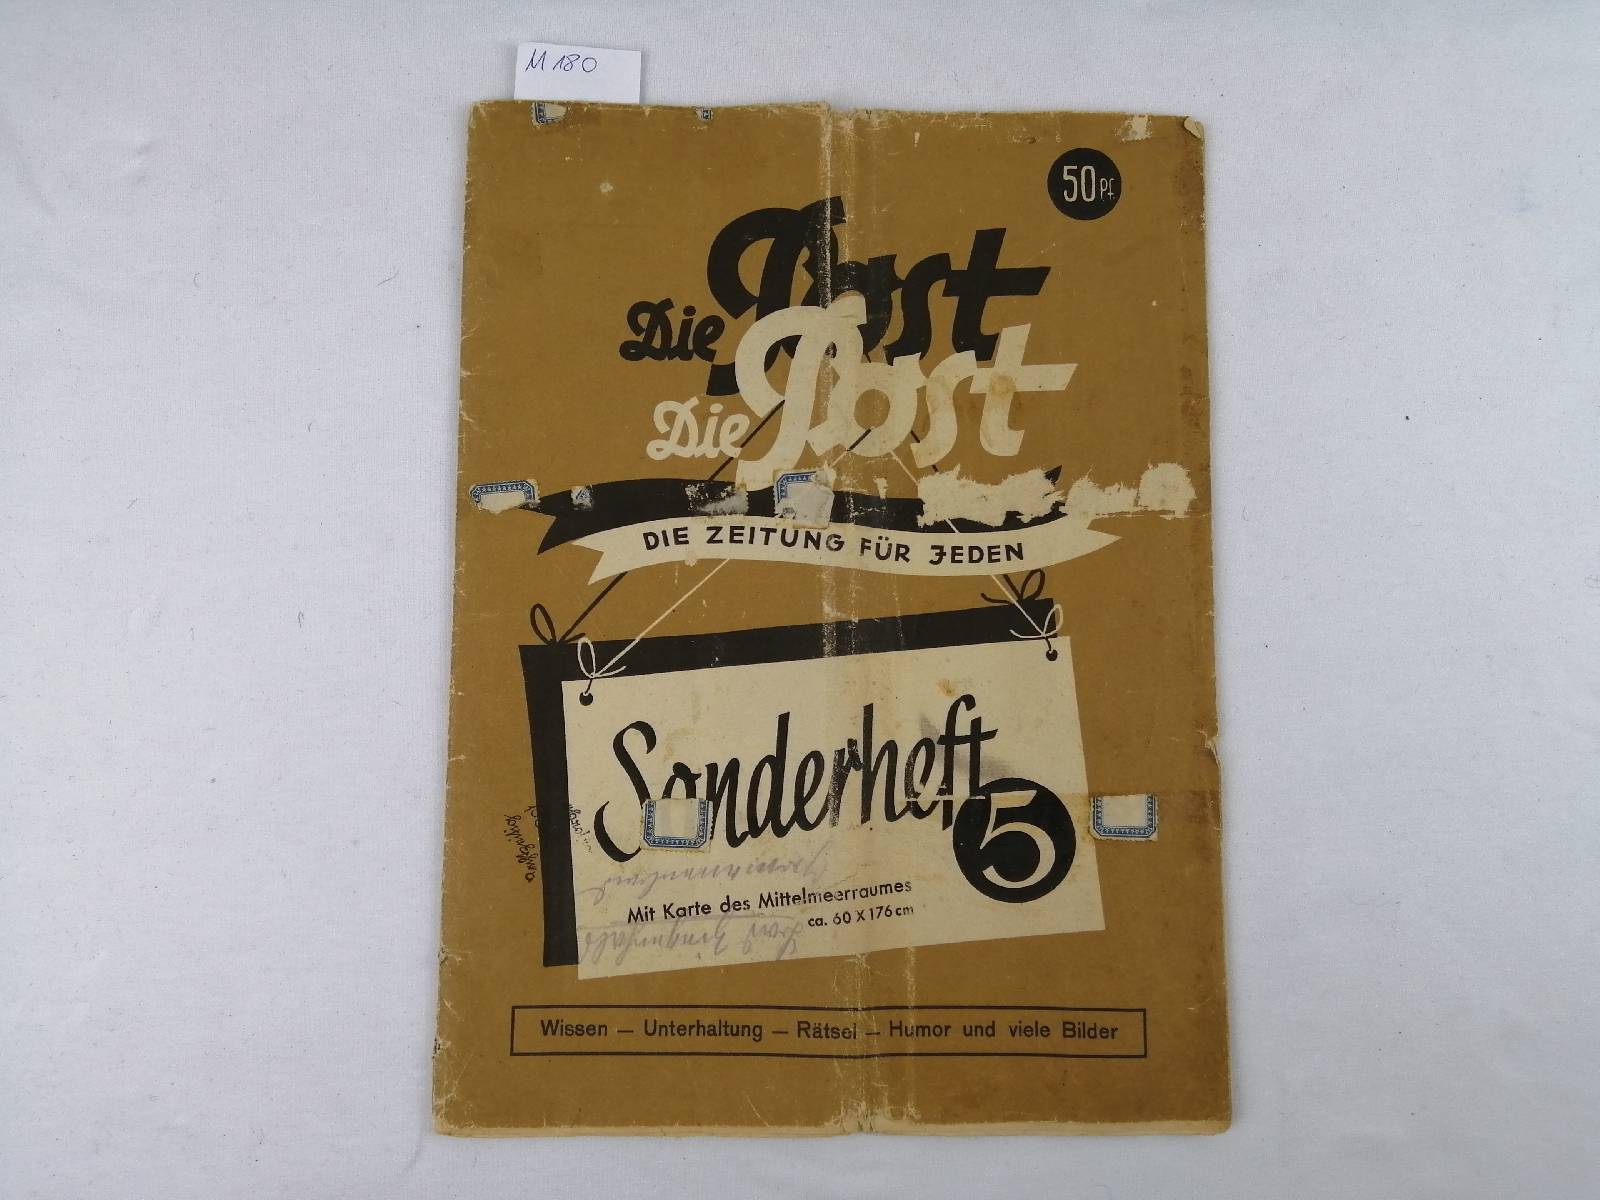 M 180
50 Pf.
Die Post
Die Post
DIE ZEITUNG FÜR JEDEN
Sonderheft
5
Mit Karte des Mittelmeerraumes
ca. 60 X 176 cm
Wissen — Unterhaltung — Rätsel — Humor und viele Bilder